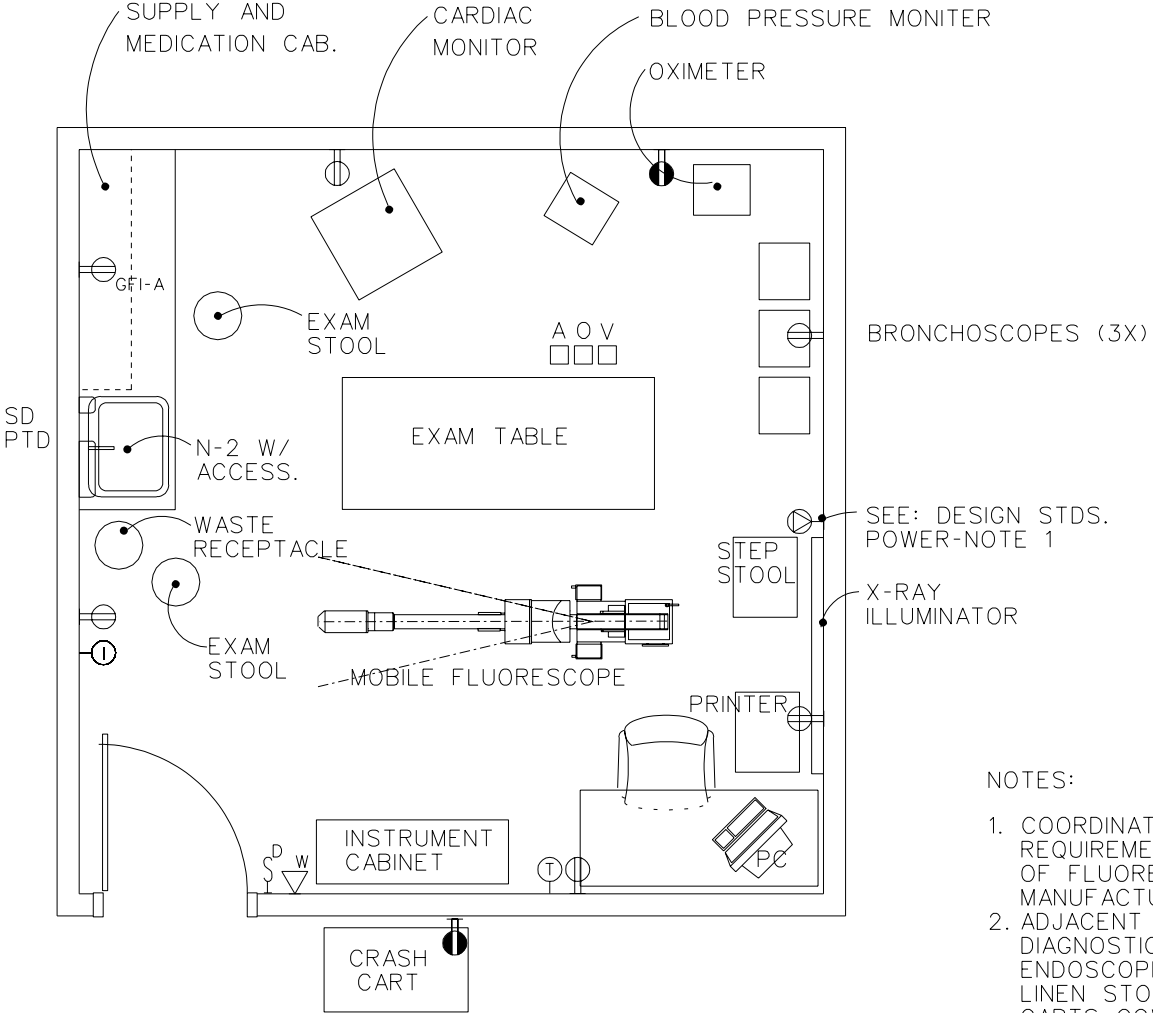 SUPPLY AND
MEDICATION CAB.
CARDIAC
MONITOR
BLOOD PRESSURE MONITER
OXIMETER
GFI-A
EXAM
STOOL
A O V
BRONCHOSCOPES (3X)
EXAM TABLE
SD
PTD
N-2 W/
ACCESS.
WASTE
RECEPTACLE
SEE: DESIGN STDS.
POWER-NOTE 1
STEP
STOOL
X-RAY
ILLUMINATOR
EXAM
STOOL
MOBILE FLUORESCOPE
PRINTER
NOTES:
1. COORDINAT
REQUIREME
OF FLUORE
MANUFACTU
2. ADJACENT
DIAGNOSTIC
ENDOSCOPI
LINEN STO
INSTRUMENT
CABINET
D
W
T
PC
CRASH
CART